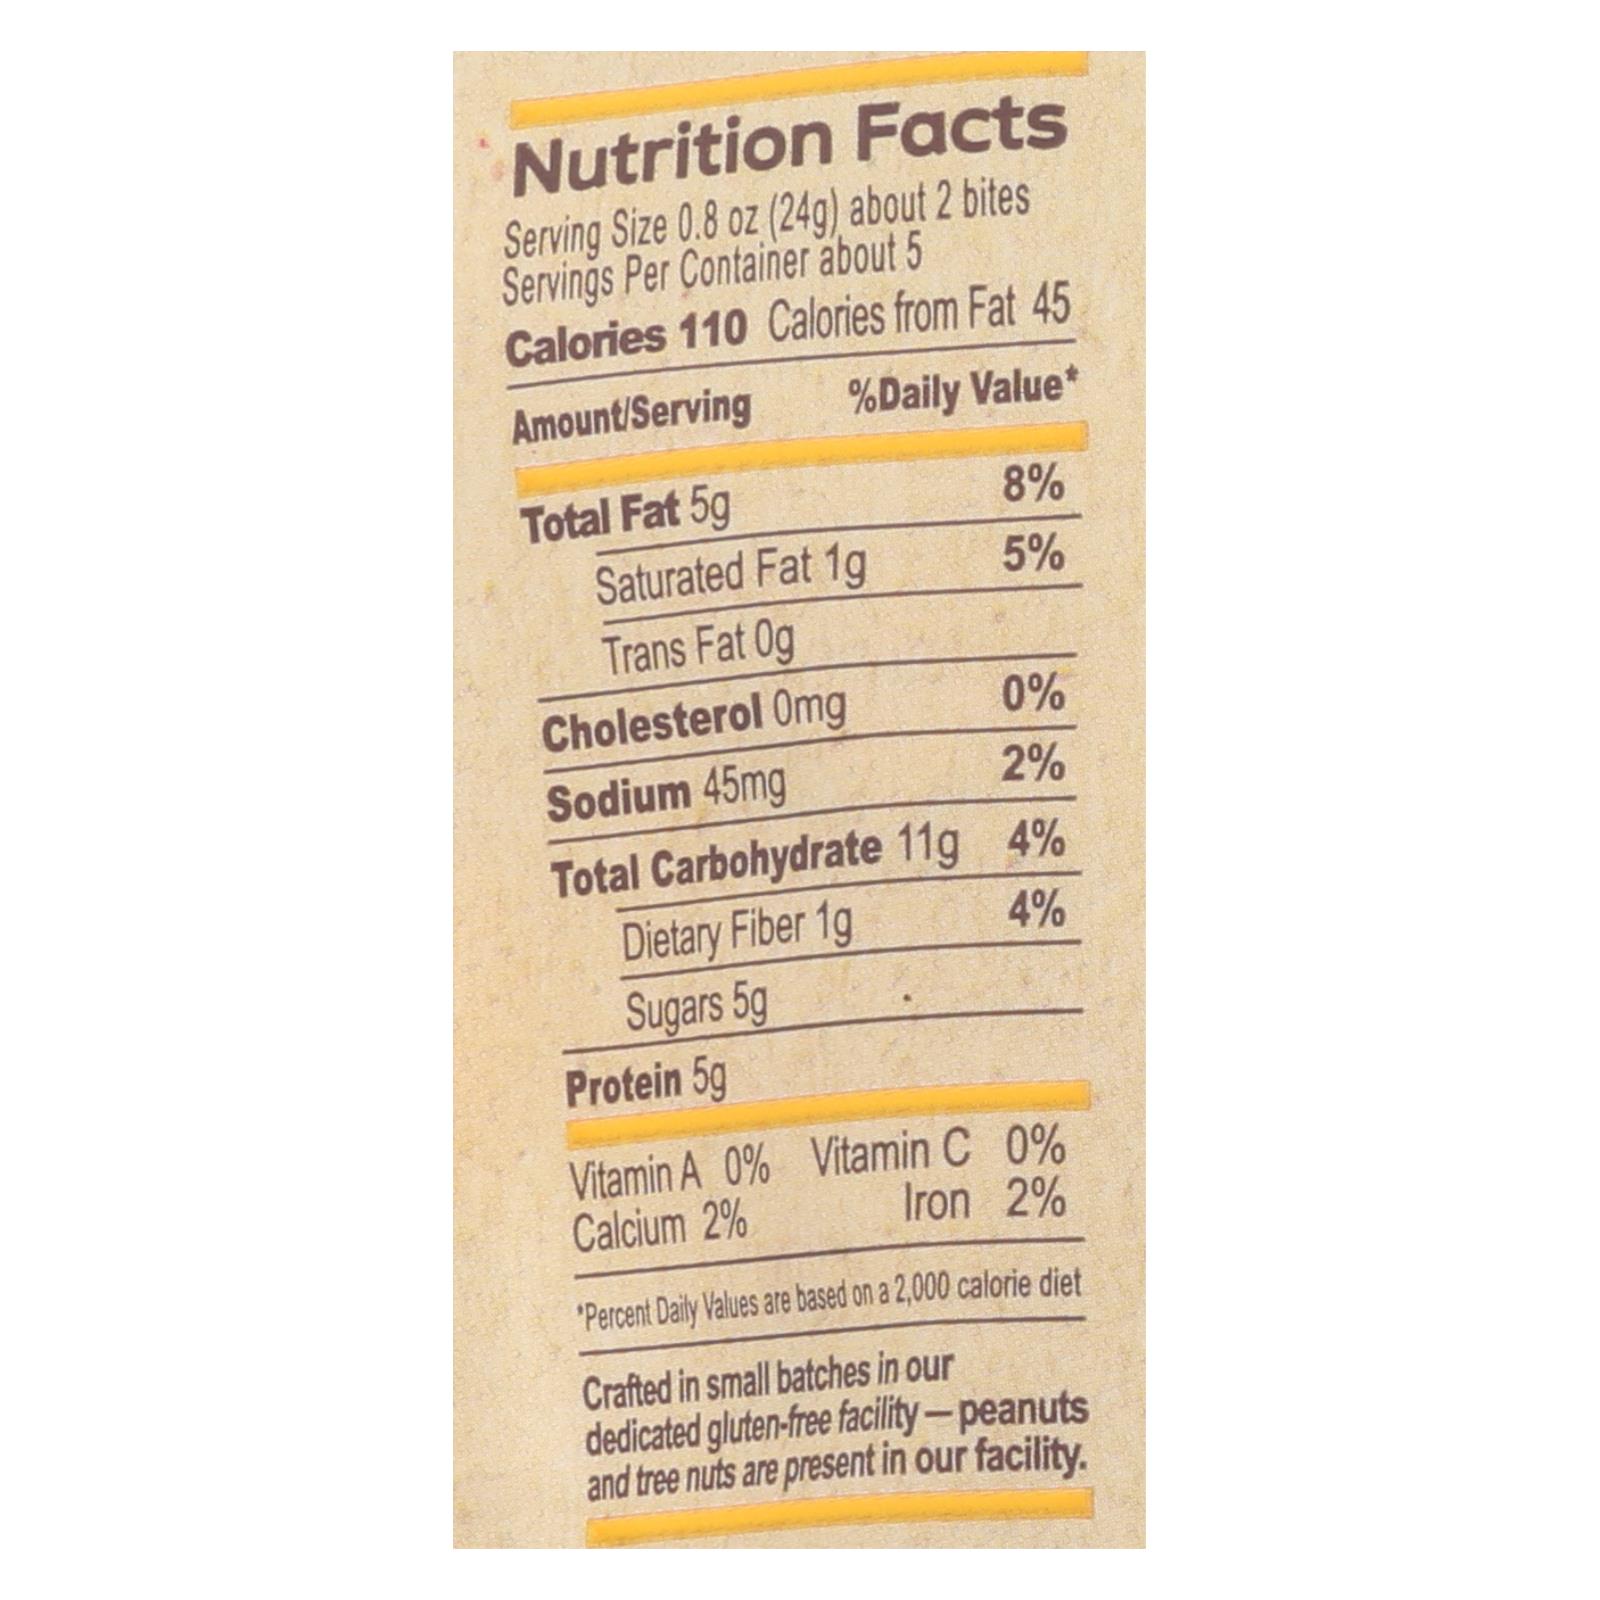 Nutrition Facts
Serving Size 0.8 oz (24g) about 2 bites
Servings Per Container about 5
Calories 110 Calories from Fat 45
Amount/Serving %Daily Value*
Total Fat 5g 8%
Saturated Fat 1g 5%
Trans Fat 0g
Cholesterol 0mg 0%
Sodium 45mg 2%
Total Carbohydrate 11g 4%
Dietary Fiber 1g 4%
Sugars 5g
Protein 5g
Vitamin A 0% Vitamin C 0%
Calcium 2% Iron 2%
*Percent Daily Values are based on a 2,000 calorie diet
Crafted in small batches in our
dedicated gluten-free facility — peanuts
and tree nuts are present in our facility.